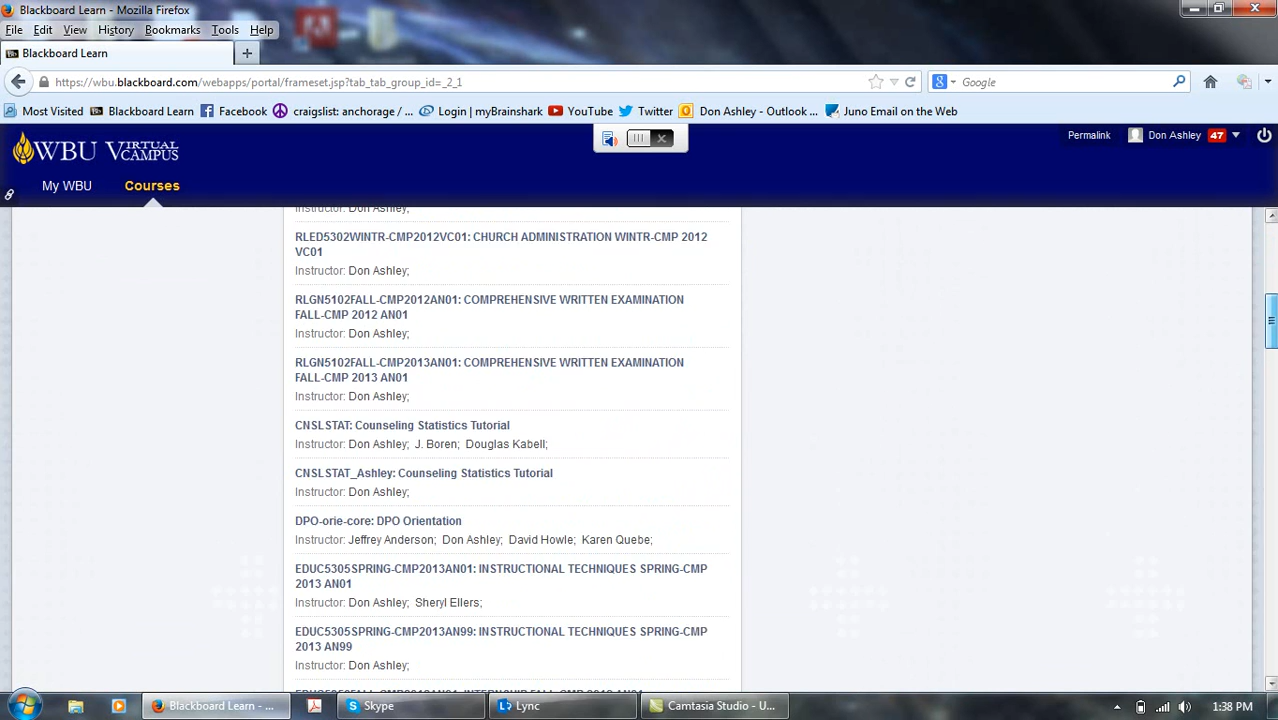 Blackboard Learn - Mozilla Firefox
File Edit View History Bookmarks Tools Help
Blackboard Learn
https://wbu.blackboard.com/webapps/portal/frameset.jsp?tab_tab_group_id=_2_1
Google
Most Visited Blackboard Learn Facebook craigslist: anchorage / ... Login | myBrainshark YouTube Twitter Don Ashley - Outlook ... Juno Email on the Web
WBU VIRTUAL CAMPUS
Permalink Don Ashley 47
My WBU Courses
Instructor: Don Ashley;
RLED5302WINTR-CMP2012VC01: CHURCH ADMINISTRATION WINTR-CMP 2012
VC01
Instructor: Don Ashley;
RLGN5102FALL-CMP2012AN01: COMPREHENSIVE WRITTEN EXAMINATION
FALL-CMP 2012 AN01
Instructor: Don Ashley;
RLGN5102FALL-CMP2013AN01: COMPREHENSIVE WRITTEN EXAMINATION
FALL-CMP 2013 AN01
Instructor: Don Ashley;
CNSLSTAT: Counseling Statistics Tutorial
Instructor: Don Ashley; J. Boren; Douglas Kabell;
CNSLSTAT_Ashley: Counseling Statistics Tutorial
Instructor: Don Ashley;
DPO-orie-core: DPO Orientation
Instructor: Jeffrey Anderson; Don Ashley; David Howle; Karen Quebe;
EDUC5305SPRING-CMP2013AN01: INSTRUCTIONAL TECHNIQUES SPRING-CMP
2013 AN01
Instructor: Don Ashley; Sheryl Ellers;
EDUC5305SPRING-CMP2013AN99: INSTRUCTIONAL TECHNIQUES SPRING-CMP
2013 AN99
Instructor: Don Ashley;
Blackboard Learn - ... Skype Lync Camtasia Studio - U... 1:38 PM